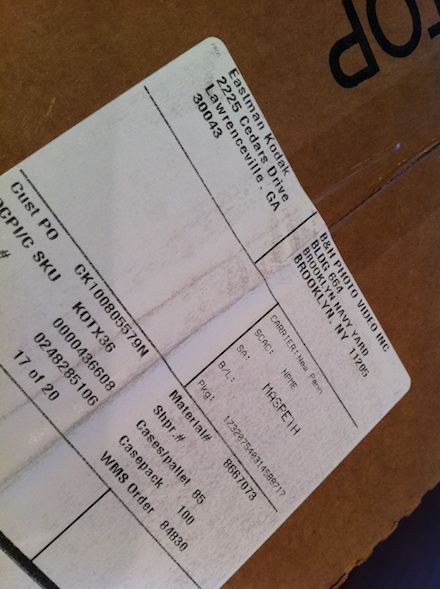 TOP
Eastman Kodak
2225 Cedars Drive
Lawrenceville, GA
30043
B&H PHOTO VIDEO INC
BLDG 664
BROOKLYN NAVY YARD
BROOKLYN, NY 11205
CARRIER: New Penn
SCAC: NPME
SA: MASPETH
B/L:
Pkg:
Cust PO CK100805579N
SKU KOTX36
0000436608
0248285106
17 of 20
Material# 8667073
Shpr.#
Cases/pallet 85
Casepack 100
WMS Order 84830